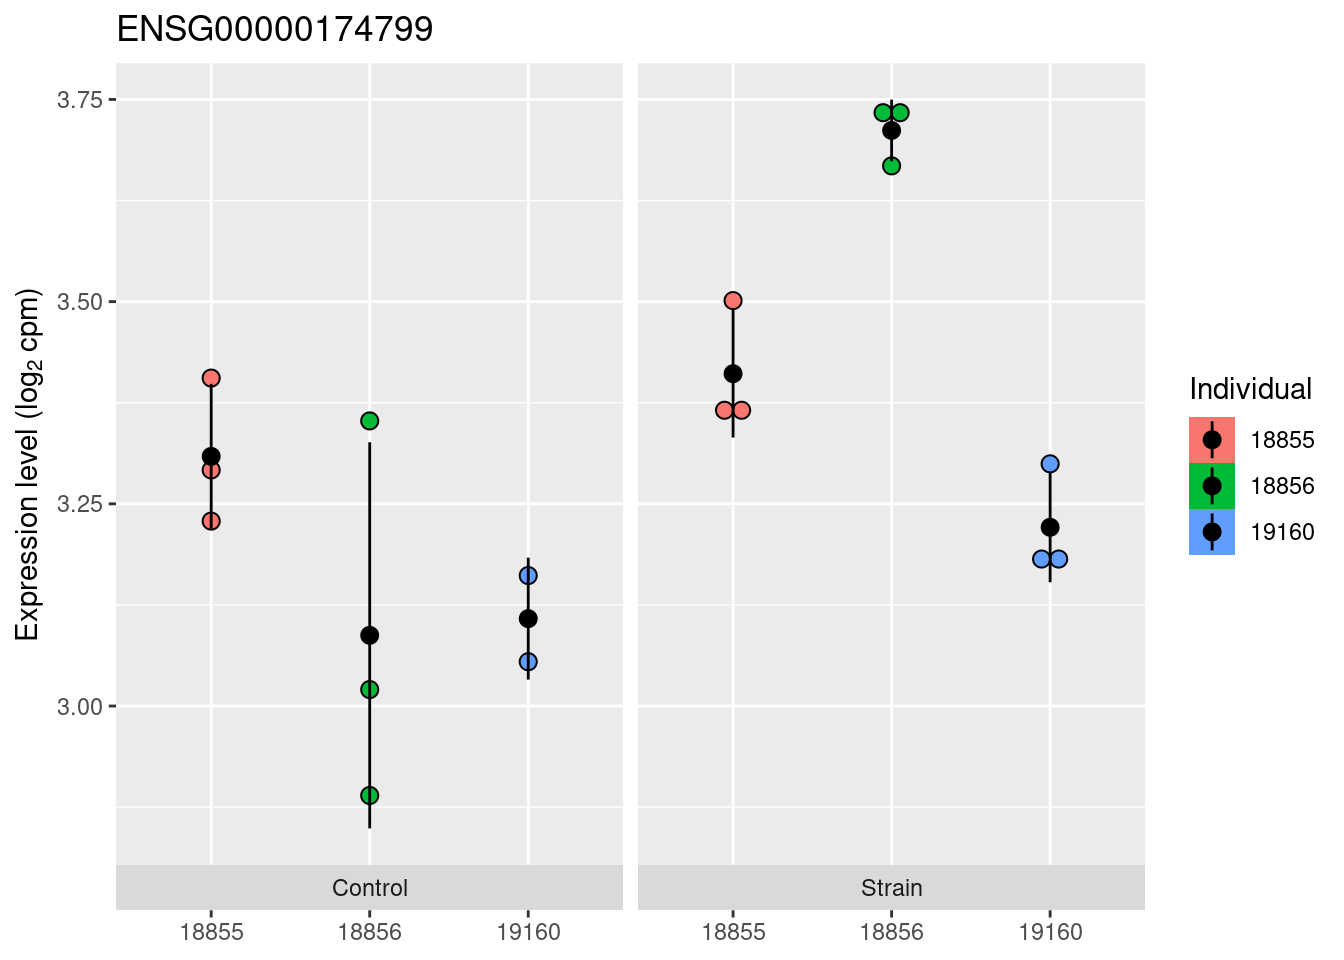 ENSG00000174799
Expression level (log₂ cpm)
3.75
3.50
3.25
3.00
Control
Strain
18855
18856
19160
18855
18856
19160
Individual
18855
18856
19160